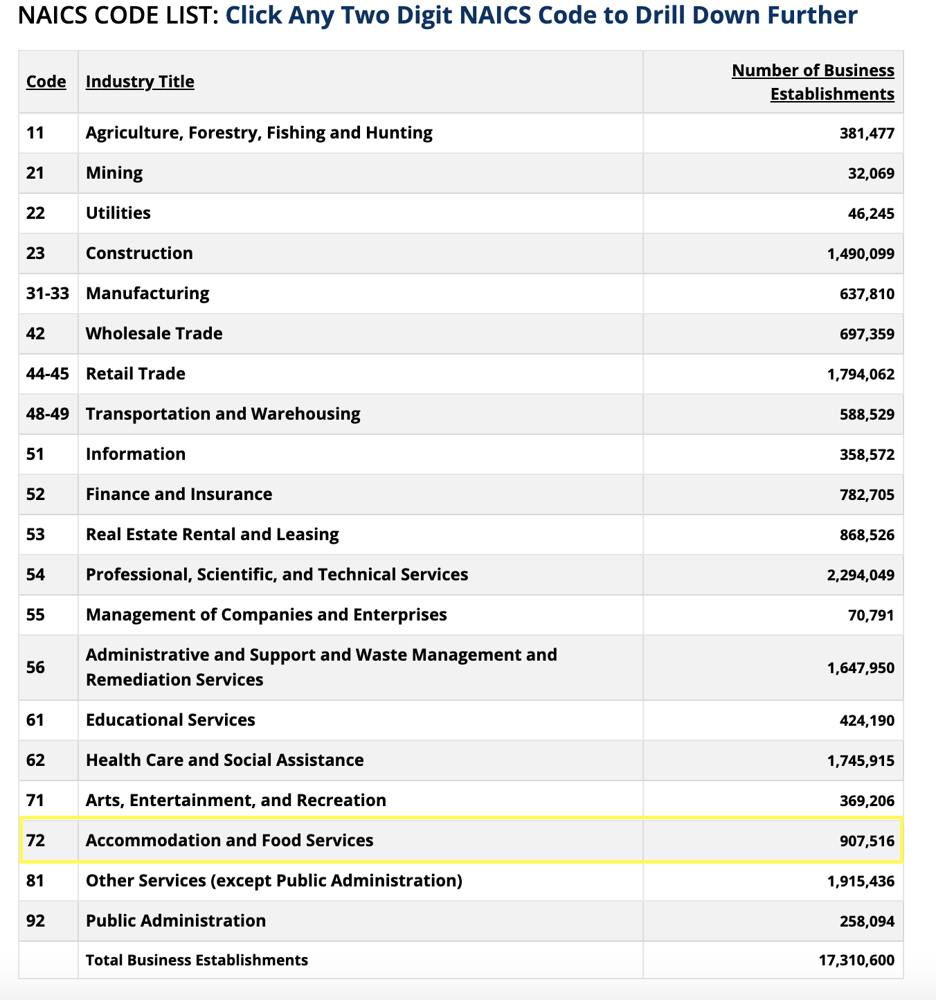 NAICS CODE LIST: Click Any Two Digit NAICS Code to Drill Down Further
Code Industry Title Number of Business
Establishments
11 Agriculture, Forestry, Fishing and Hunting 381,477
21 Mining 32,069
22 Utilities 46,245
23 Construction 1,490,099
31-33 Manufacturing 637,810
42 Wholesale Trade 697,359
44-45 Retail Trade 1,794,062
48-49 Transportation and Warehousing 588,529
51 Information 358,572
52 Finance and Insurance 782,705
53 Real Estate Rental and Leasing 868,526
54 Professional, Scientific, and Technical Services 2,294,049
55 Management of Companies and Enterprises 70,791
56 Administrative and Support and Waste Management and
Remediation Services 1,647,950
61 Educational Services 424,190
62 Health Care and Social Assistance 1,745,915
71 Arts, Entertainment, and Recreation 369,206
72 Accommodation and Food Services 907,516
81 Other Services (except Public Administration) 1,915,436
92 Public Administration 258,094
Total Business Establishments 17,310,600